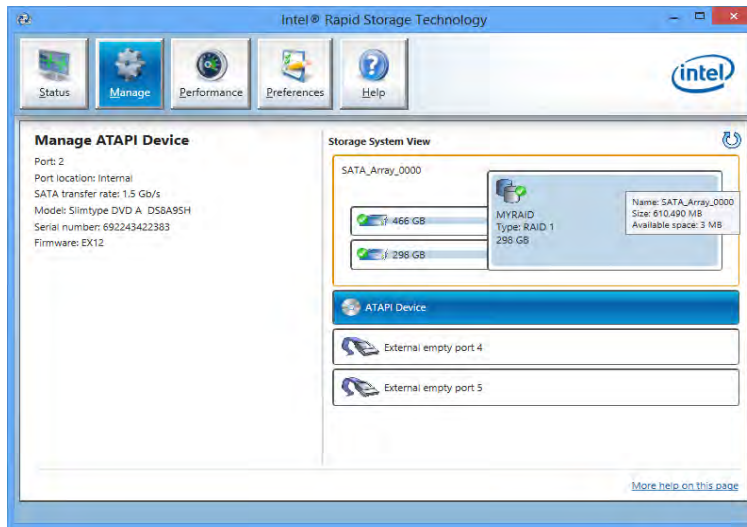 Intel® Rapid Storage Technology
Status
Manage
Performance
Preferences
Help
intel
Manage ATAPI Device
Port: 2
Port location: Internal
SATA transfer rate: 1.5 Gb/s
Model: Slimtype DVD A DS8A9SH
Serial number: 692243422383
Firmware: EX12
Storage System View
SATA_Array_0000
466 GB
298 GB
MYRAID
Type: RAID 1
298 GB
Name: SATA_Array_0000
Size: 610,490 MB
Available space: 3 MB
ATAPI Device
External empty port 4
External empty port 5
More help on this page